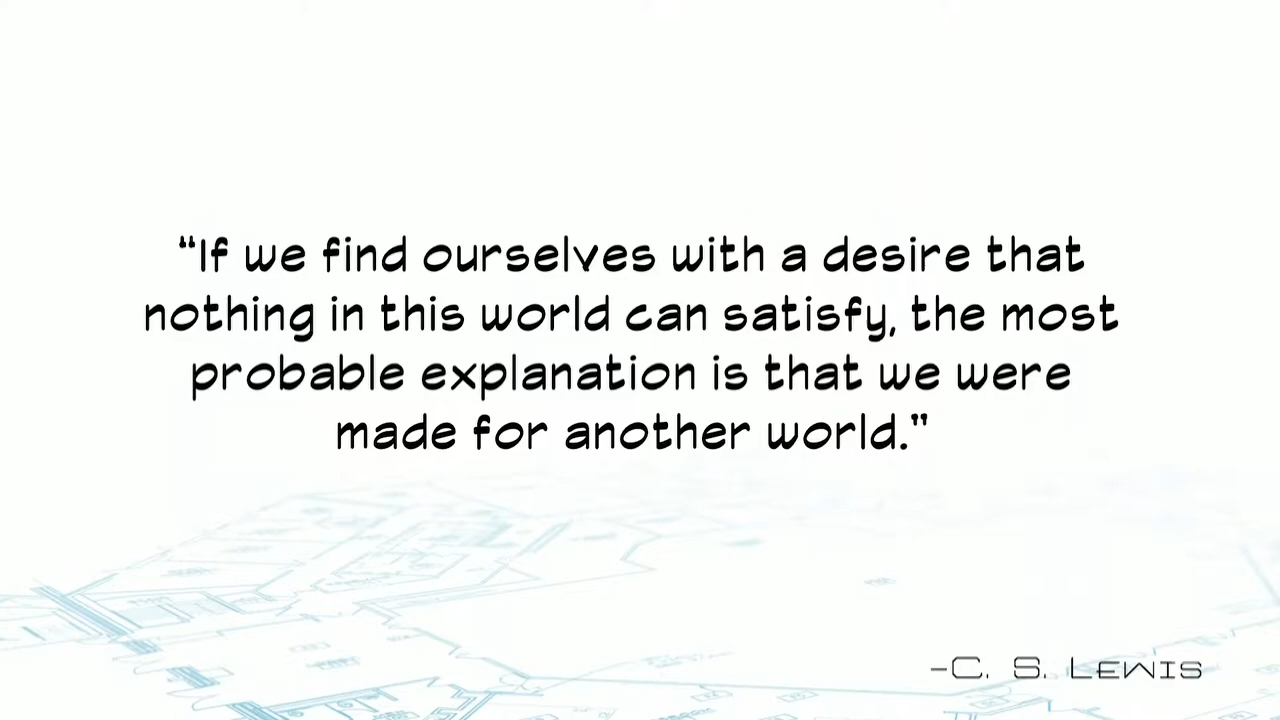 “If we find ourselves with a desire that
nothing in this world can satisfy, the most
probable explanation is that we were
made for another world."
-C. S. Lewis